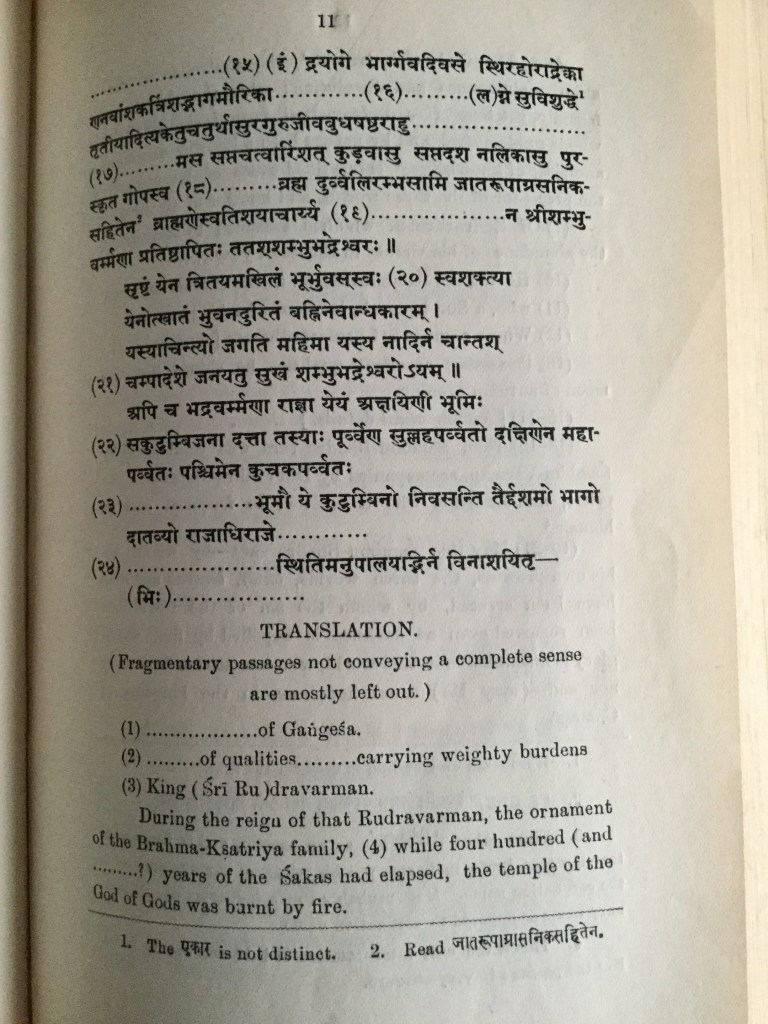 11
....................(१५) (इं) द्रयोगे भार्ग्गवदिवसे स्थिरहोराद्रेक्का
णनवांशकत्रिंशद्भागमौरिका............(१६).........(ल)ग्ने सुविशुद्धे¹
तृतीयादित्यकेतुचतुर्थासुरगुरुजीवबुधषष्ठराहु........................
(१७).........मस सप्तचत्वारिंशत् कुड़वासु सप्तदश नलिकासु पुर-
स्कृत गोपस्व (१८).........ब्रह्म दुर्व्वलिरम्भसामि जातरूपाग्रसनिक-
सहितेन² ब्राह्मणेस्वतिशयाचार्य्य (१९)..................न श्रीशम्भु-
वर्म्मणा प्रतिष्ठापितः ततश्शम्भुभद्रेश्वरः ॥
सृष्टं येन त्रितयमखिलं भूर्भुवस्स्वः (२०) स्वशक्त्या
येनोत्खातं भुवनदुरितं बह्निनेवान्धकारम् ।
यस्याचिन्त्यो जगति महिमा यस्य नादिर्न चान्तश्
(२१) चम्पादेशे जनयतु सुखं शम्भुभद्रेश्वरोऽयम् ॥
अपि च भद्रवर्म्मणा राज्ञा येयं अक्षयिणी भूमिः
(२२) सकुटुम्बिजना दत्ता तस्याः पूर्व्वेण सुल्लहपर्व्वतो दक्षिणेन महा-
पर्व्वतः पश्चिमेन कुचकपर्व्वतः
(२३) ..................भूमौ ये कुटुम्बिनो निवसन्ति तैर्द्दशमो भागो
दातव्यो राजाधिराजे............
(२४) .....................स्थितिमनुपालयद्भिर्न विनाशयितृ—
(भिः)..................
TRANSLATION.
(Fragmentary passages not conveying a complete sense
are mostly left out.)
(1) ..................of Gaṅgeśa.
(2) .........of qualities.........carrying weighty burdens
(3) King (Śrī Ru)dravarman.
During the reign of that Rudravarman, the ornament
of the Brahma-Kṣatriya family, (4) while four hundred (and
.........?) years of the Śakas had elapsed, the temple of the
God of Gods was burnt by fire.
1. The एकार is not distinct. 2. Read जातरूपाग्रासनिकसहितेन.